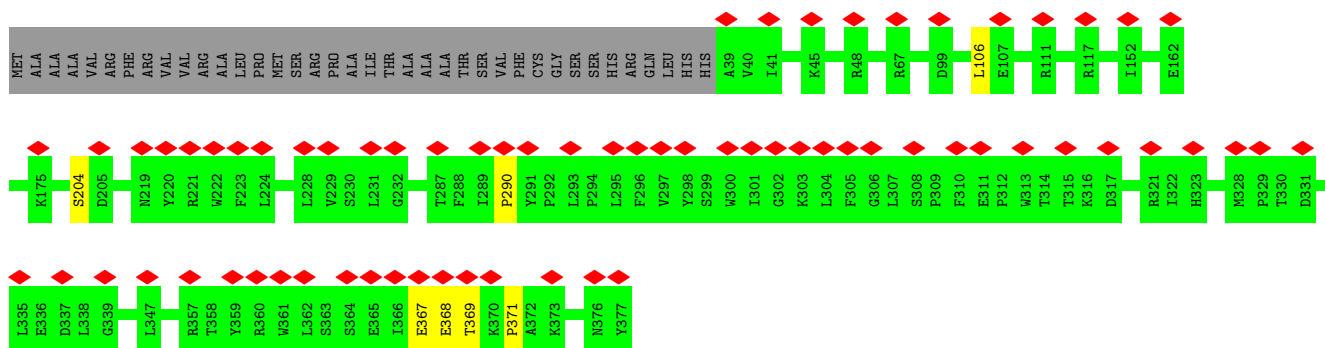 MET ALA ALA ALA VAL ARG PHE ARG VAL VAL ARG ALA LEU PRO MET SER ARG PRO ALA ILE THR ALA ALA ALA THR SER VAL PHE CYS GLY SER SER HIS ARG GLN LEU HIS HIS A39 V40 I41 K45 R48 R67 D99 L106 E107 R111 R117 I152 E162
K175 S204 D205 N219 Y220 R221 W222 F223 L224 L228 V229 S230 L231 G232 T287 F288 I289 P290 Y291 P292 L293 P294 L295 F296 V297 Y298 S299 W300 I301 G302 K303 L304 F305 G306 L307 S308 P309 F310 E311 P312 W313 T314 T315 K316 D317 R321 I322 H323 M328 P329 T330 D331
L335 E336 D337 L338 G339 L347 R357 T358 Y359 R360 W361 L362 S363 S364 E365 I366 E367 E368 T369 K370 P371 A372 K373 N376 Y377